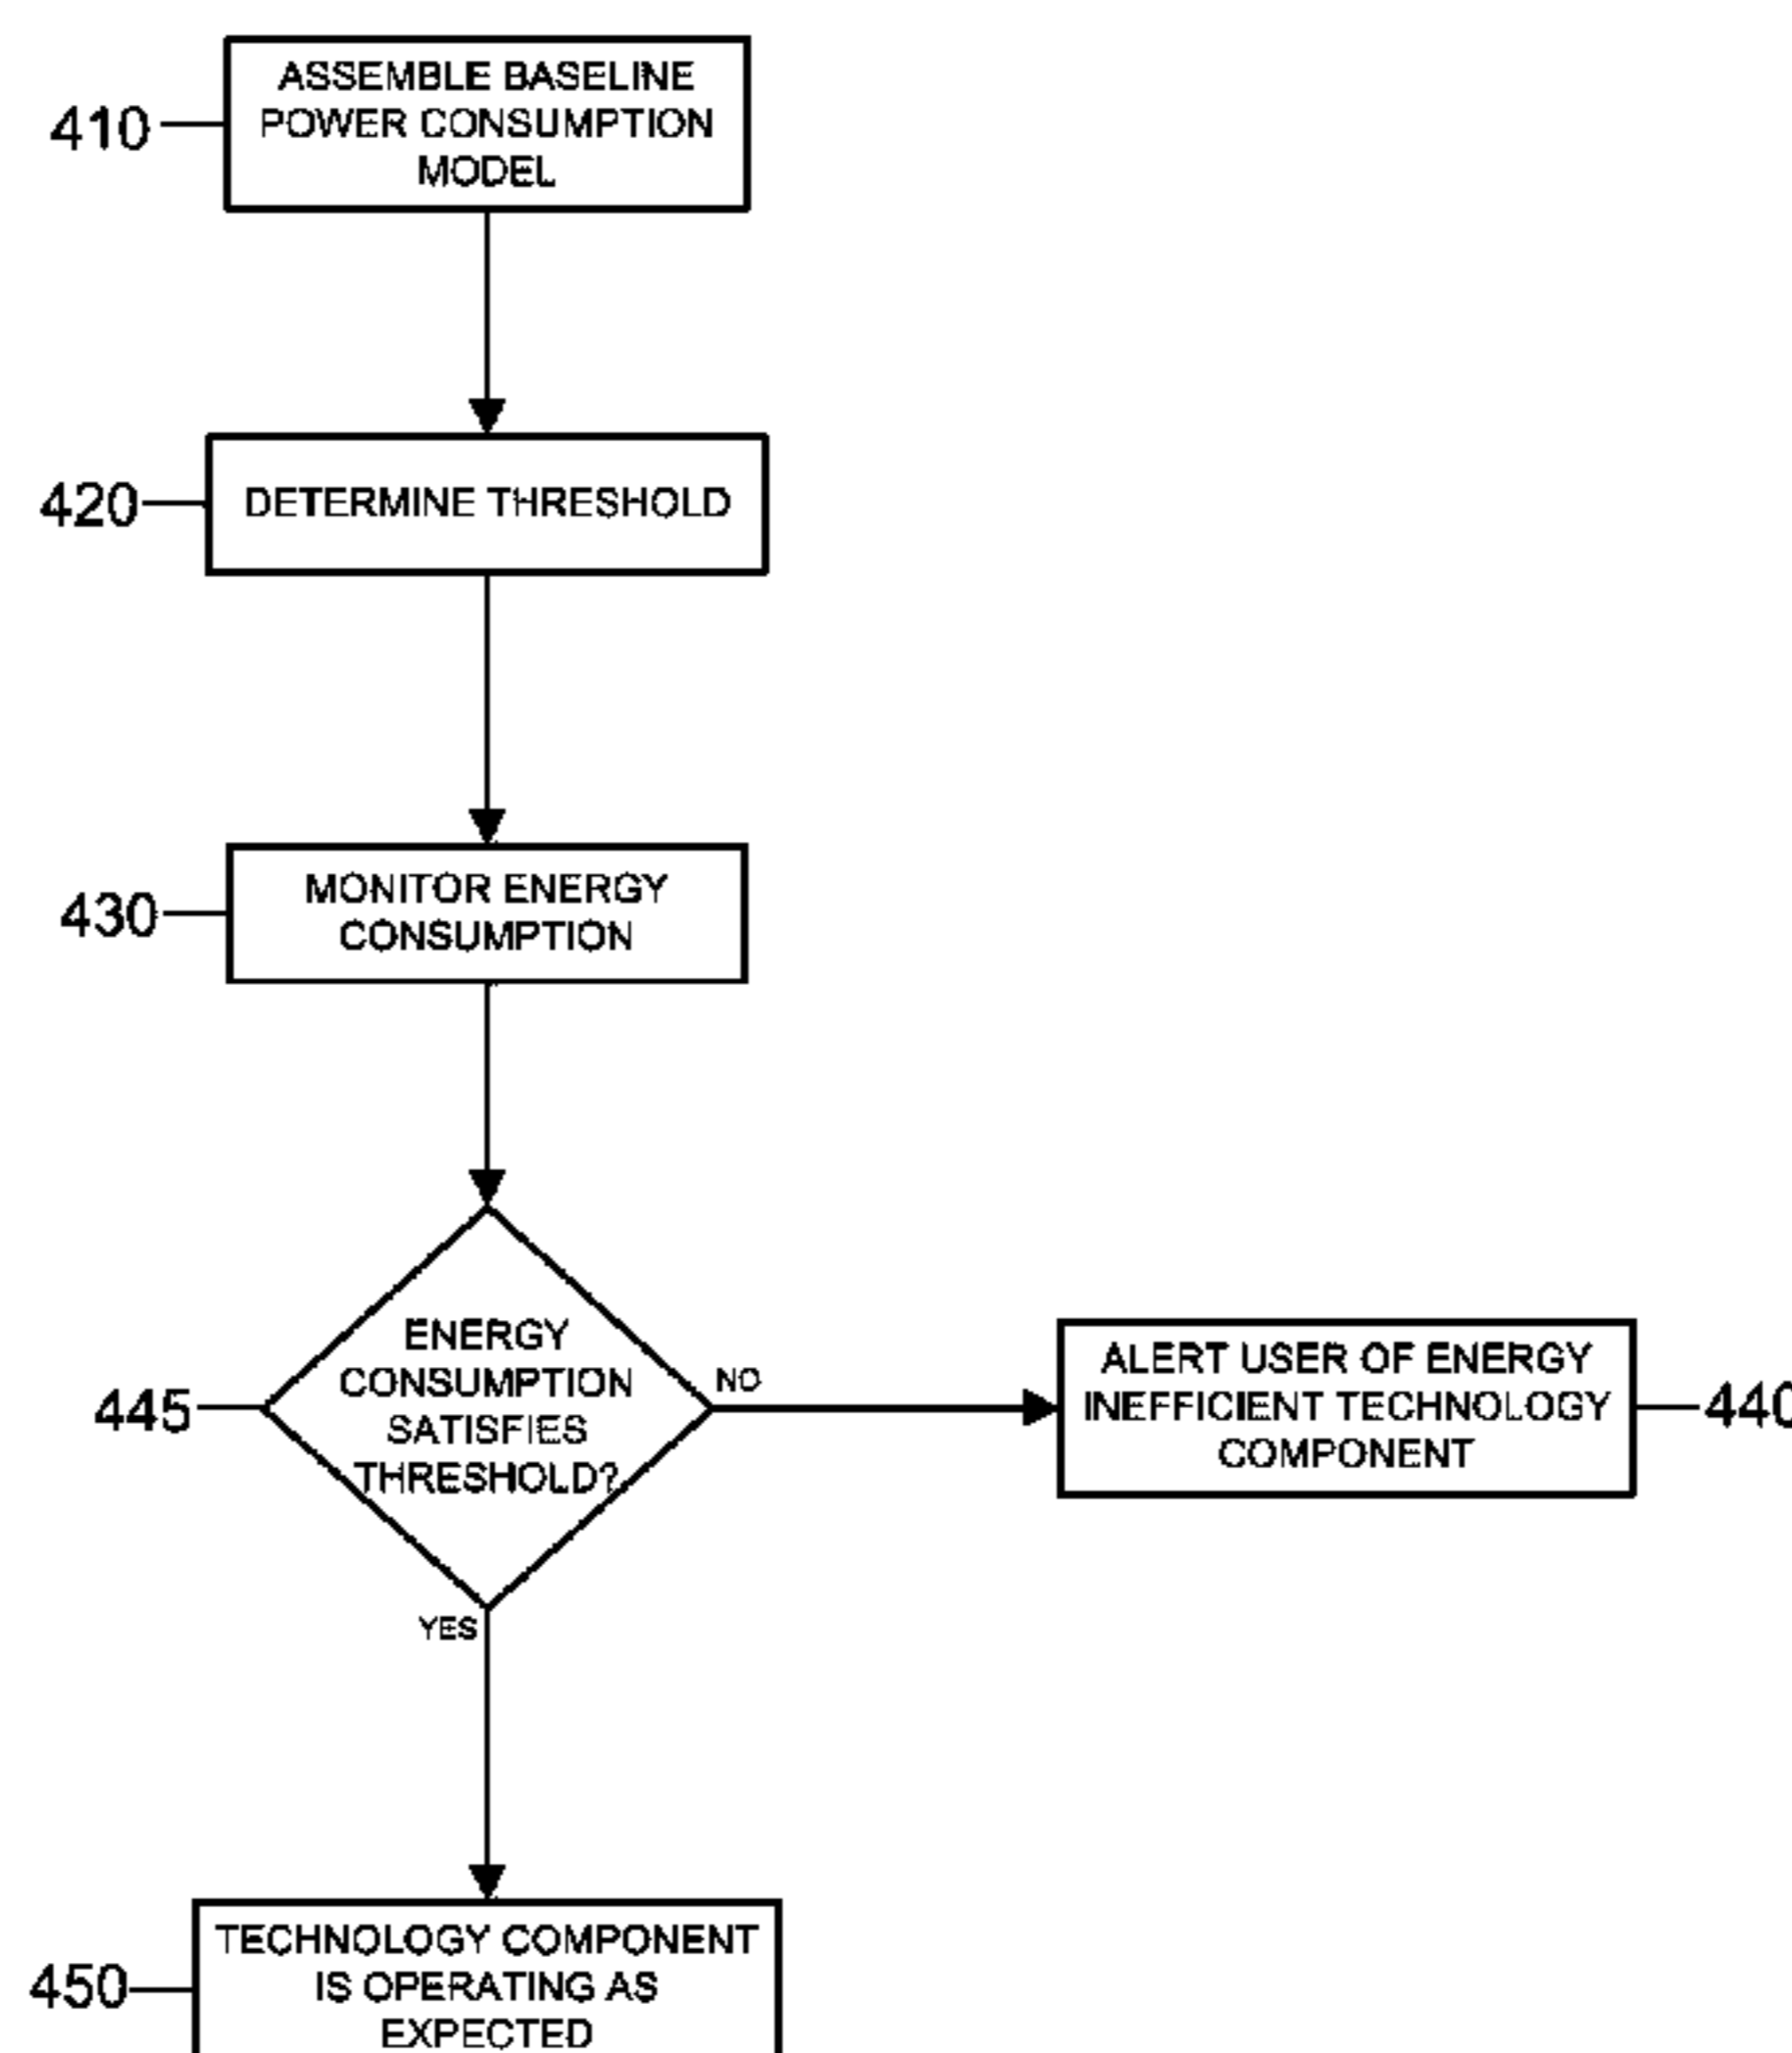 ASSEMBLE BASELINE
POWER CONSUMPTION
MODEL
410
DETERMINE THRESHOLD
420
MONITOR ENERGY
CONSUMPTION
430
ENERGY
CONSUMPTION
SATISFIES
THRESHOLD?
445
NO
ALERT USER OF ENERGY
INEFFICIENT TECHNOLOGY
COMPONENT
440
YES
TECHNOLOGY COMPONENT
IS OPERATING AS
EXPECTED
450